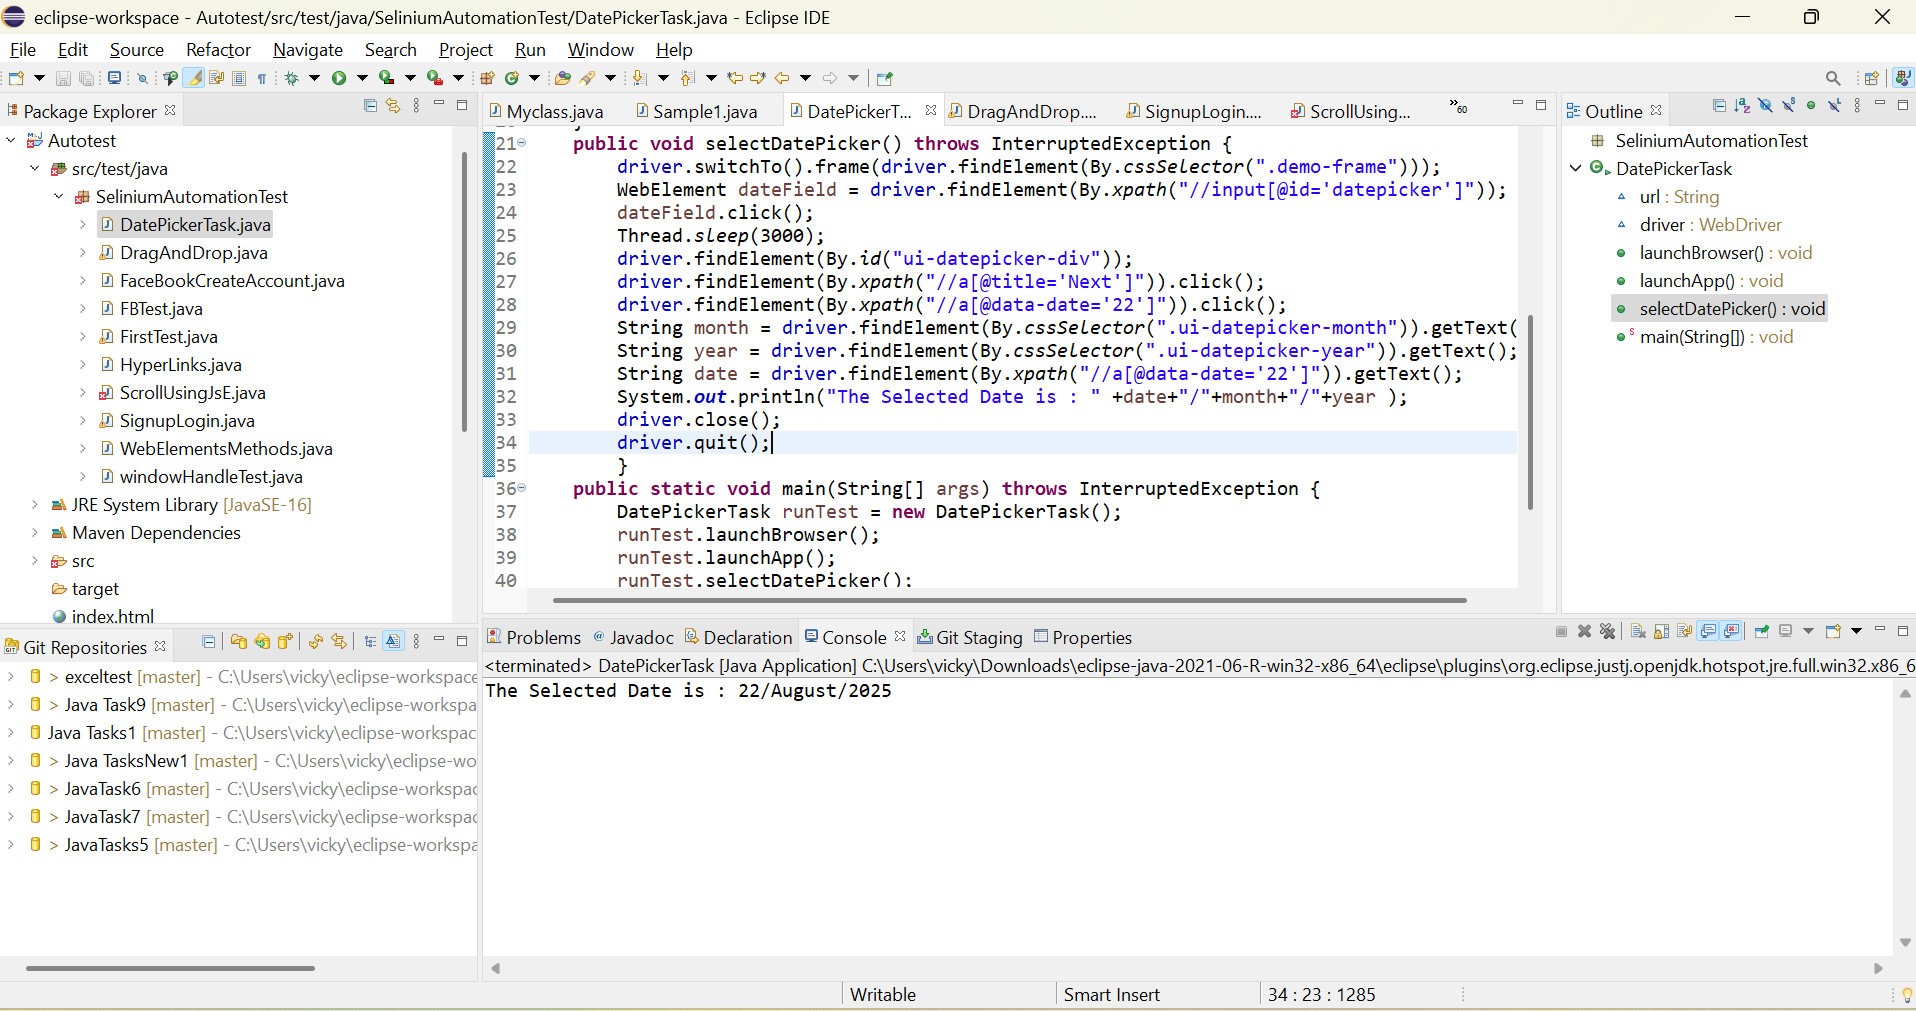 eclipse-workspace - Autotest/src/test/java/SeliniumAutomationTest/DatePickerTask.java - Eclipse IDE
File Edit Source Refactor Navigate Search Project Run Window Help
Package Explorer
Autotest
src/test/java
SeliniumAutomationTest
DatePickerTask.java
DragAndDrop.java
FaceBookCreateAccount.java
FBTest.java
FirstTest.java
HyperLinks.java
ScrollUsingJsE.java
SignupLogin.java
WebElementsMethods.java
windowHandleTest.java
JRE System Library [JavaSE-16]
Maven Dependencies
src
target
index.html
Myclass.java Sample1.java DatePickerT... DragAndDrop.... SignupLogin.... ScrollUsing... »60
21 public void selectDatePicker() throws InterruptedException {
22 driver.switchTo().frame(driver.findElement(By.cssSelector(".demo-frame")));
23 WebElement dateField = driver.findElement(By.xpath("//input[@id='datepicker']"));
24 dateField.click();
25 Thread.sleep(3000);
26 driver.findElement(By.id("ui-datepicker-div"));
27 driver.findElement(By.xpath("//a[@title='Next']")).click();
28 driver.findElement(By.xpath("//a[@data-date='22']")).click();
29 String month = driver.findElement(By.cssSelector(".ui-datepicker-month")).getText(
30 String year = driver.findElement(By.cssSelector(".ui-datepicker-year")).getText();
31 String date = driver.findElement(By.xpath("//a[@data-date='22']")).getText();
32 System.out.println("The Selected Date is : " +date+"/"+month+"/"+year );
33 driver.close();
34 driver.quit();
35 }
36 public static void main(String[] args) throws InterruptedException {
37 DatePickerTask runTest = new DatePickerTask();
38 runTest.launchBrowser();
39 runTest.launchApp();
40 runTest.selectDatePicker();
Outline
SeliniumAutomationTest
DatePickerTask
url : String
driver : WebDriver
launchBrowser() : void
launchApp() : void
selectDatePicker() : void
main(String[]) : void
Git Repositories
> exceltest [master] - C:\Users\vicky\eclipse-workspace
> Java Task9 [master] - C:\Users\vicky\eclipse-workspa
Java Tasks1 [master] - C:\Users\vicky\eclipse-workspac
> Java TasksNew1 [master] - C:\Users\vicky\eclipse-wo
> JavaTask6 [master] - C:\Users\vicky\eclipse-workspac
> JavaTask7 [master] - C:\Users\vicky\eclipse-workspac
> JavaTasks5 [master] - C:\Users\vicky\eclipse-workspa
Problems @ Javadoc Declaration Console Git Staging Properties
<terminated> DatePickerTask [Java Application] C:\Users\vicky\Downloads\eclipse-java-2021-06-R-win32-x86_64\eclipse\plugins\org.eclipse.justj.openjdk.hotspot.jre.full.win32.x86_6
The Selected Date is : 22/August/2025
Writable Smart Insert 34 : 23 : 1285